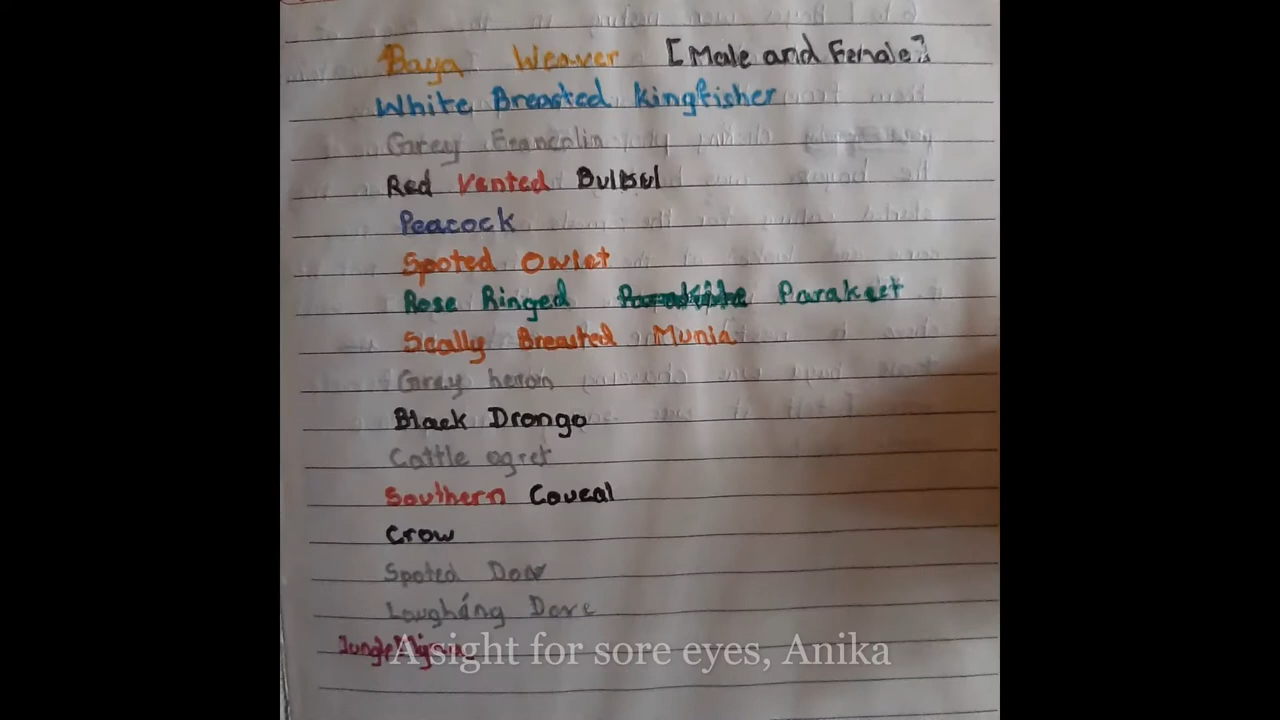 Baya Weaver [Male and Female]
White Breasted Kingfisher
Grey Francolin
Red Vented Bulbul
Peacock
Spoted Owlet
Rose Ringed Parakeet
Scally Breasted Munia
Gray heron
Black Drongo
Cattle egret
Southern Coucal
Crow
Spoted Dove
Laughing Dove
Jungle
A sight for sore eyes, Anika